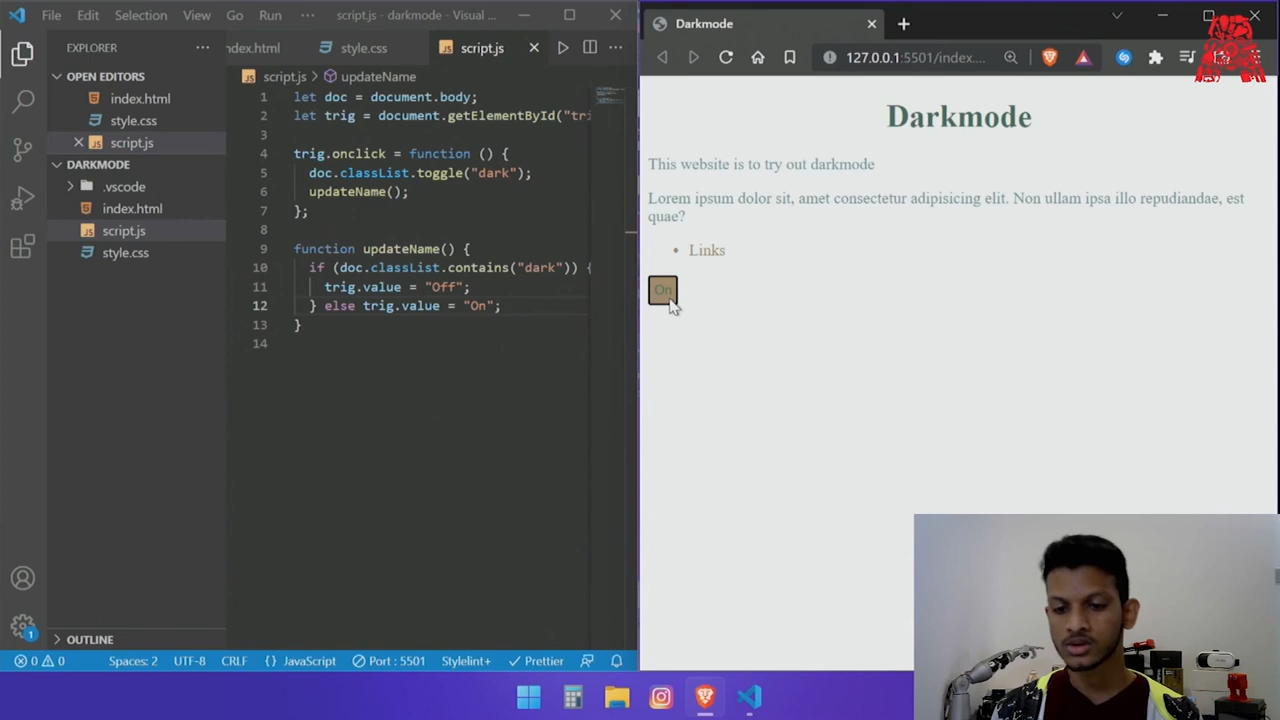 File Edit Selection View Go Run ··· script.js - darkmode - Visual ...
EXPLORER ···
OPEN EDITORS
index.html
style.css
script.js
DARKMODE
.vscode
index.html
script.js
style.css
OUTLINE
ndex.html style.css script.js ···
script.js > updateName
1 let doc = document.body;
2 let trig = document.getElementById("tri
3
4 trig.onclick = function () {
5 doc.classList.toggle("dark");
6 updateName();
7 };
8
9 function updateName() {
10 if (doc.classList.contains("dark")) {
11 trig.value = "Off";
12 } else trig.value = "On";
13 }
14
1
0 0 Spaces: 2 UTF-8 CRLF {} JavaScript Port : 5501 Stylelint+ Prettier
Darkmode
127.0.0.1:5501/index....
Darkmode
This website is to try out darkmode
Lorem ipsum dolor sit, amet consectetur adipisicing elit. Non ullam ipsa illo repudiandae, est
quae?
• Links
On